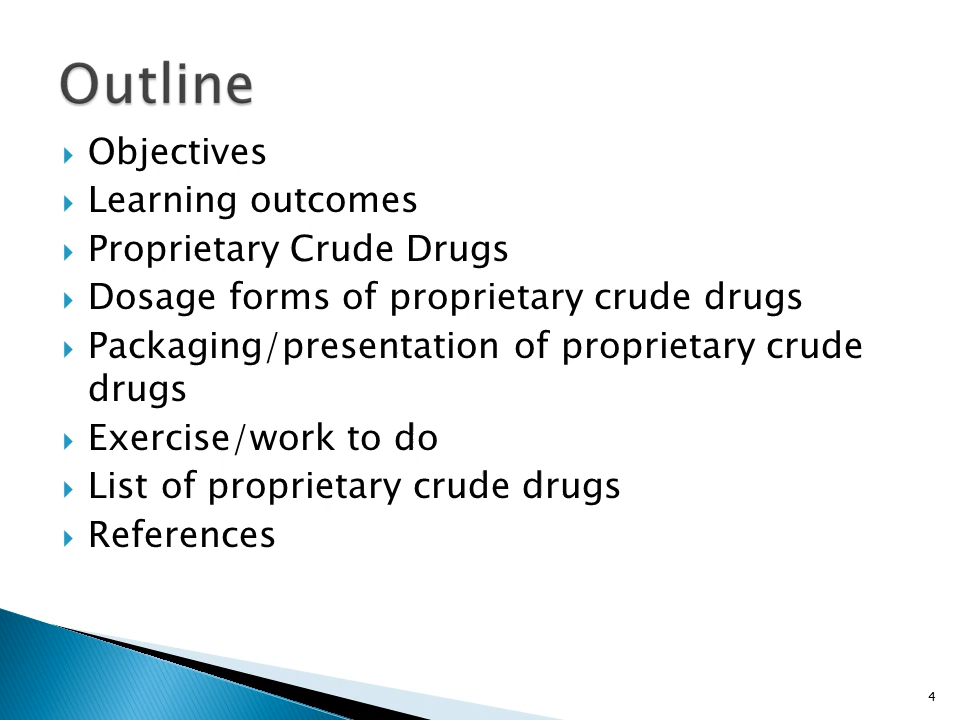 Outline
Objectives
Learning outcomes
Proprietary Crude Drugs
Dosage forms of proprietary crude drugs
Packaging/presentation of proprietary crude
drugs
Exercise/work to do
List of proprietary crude drugs
References
4